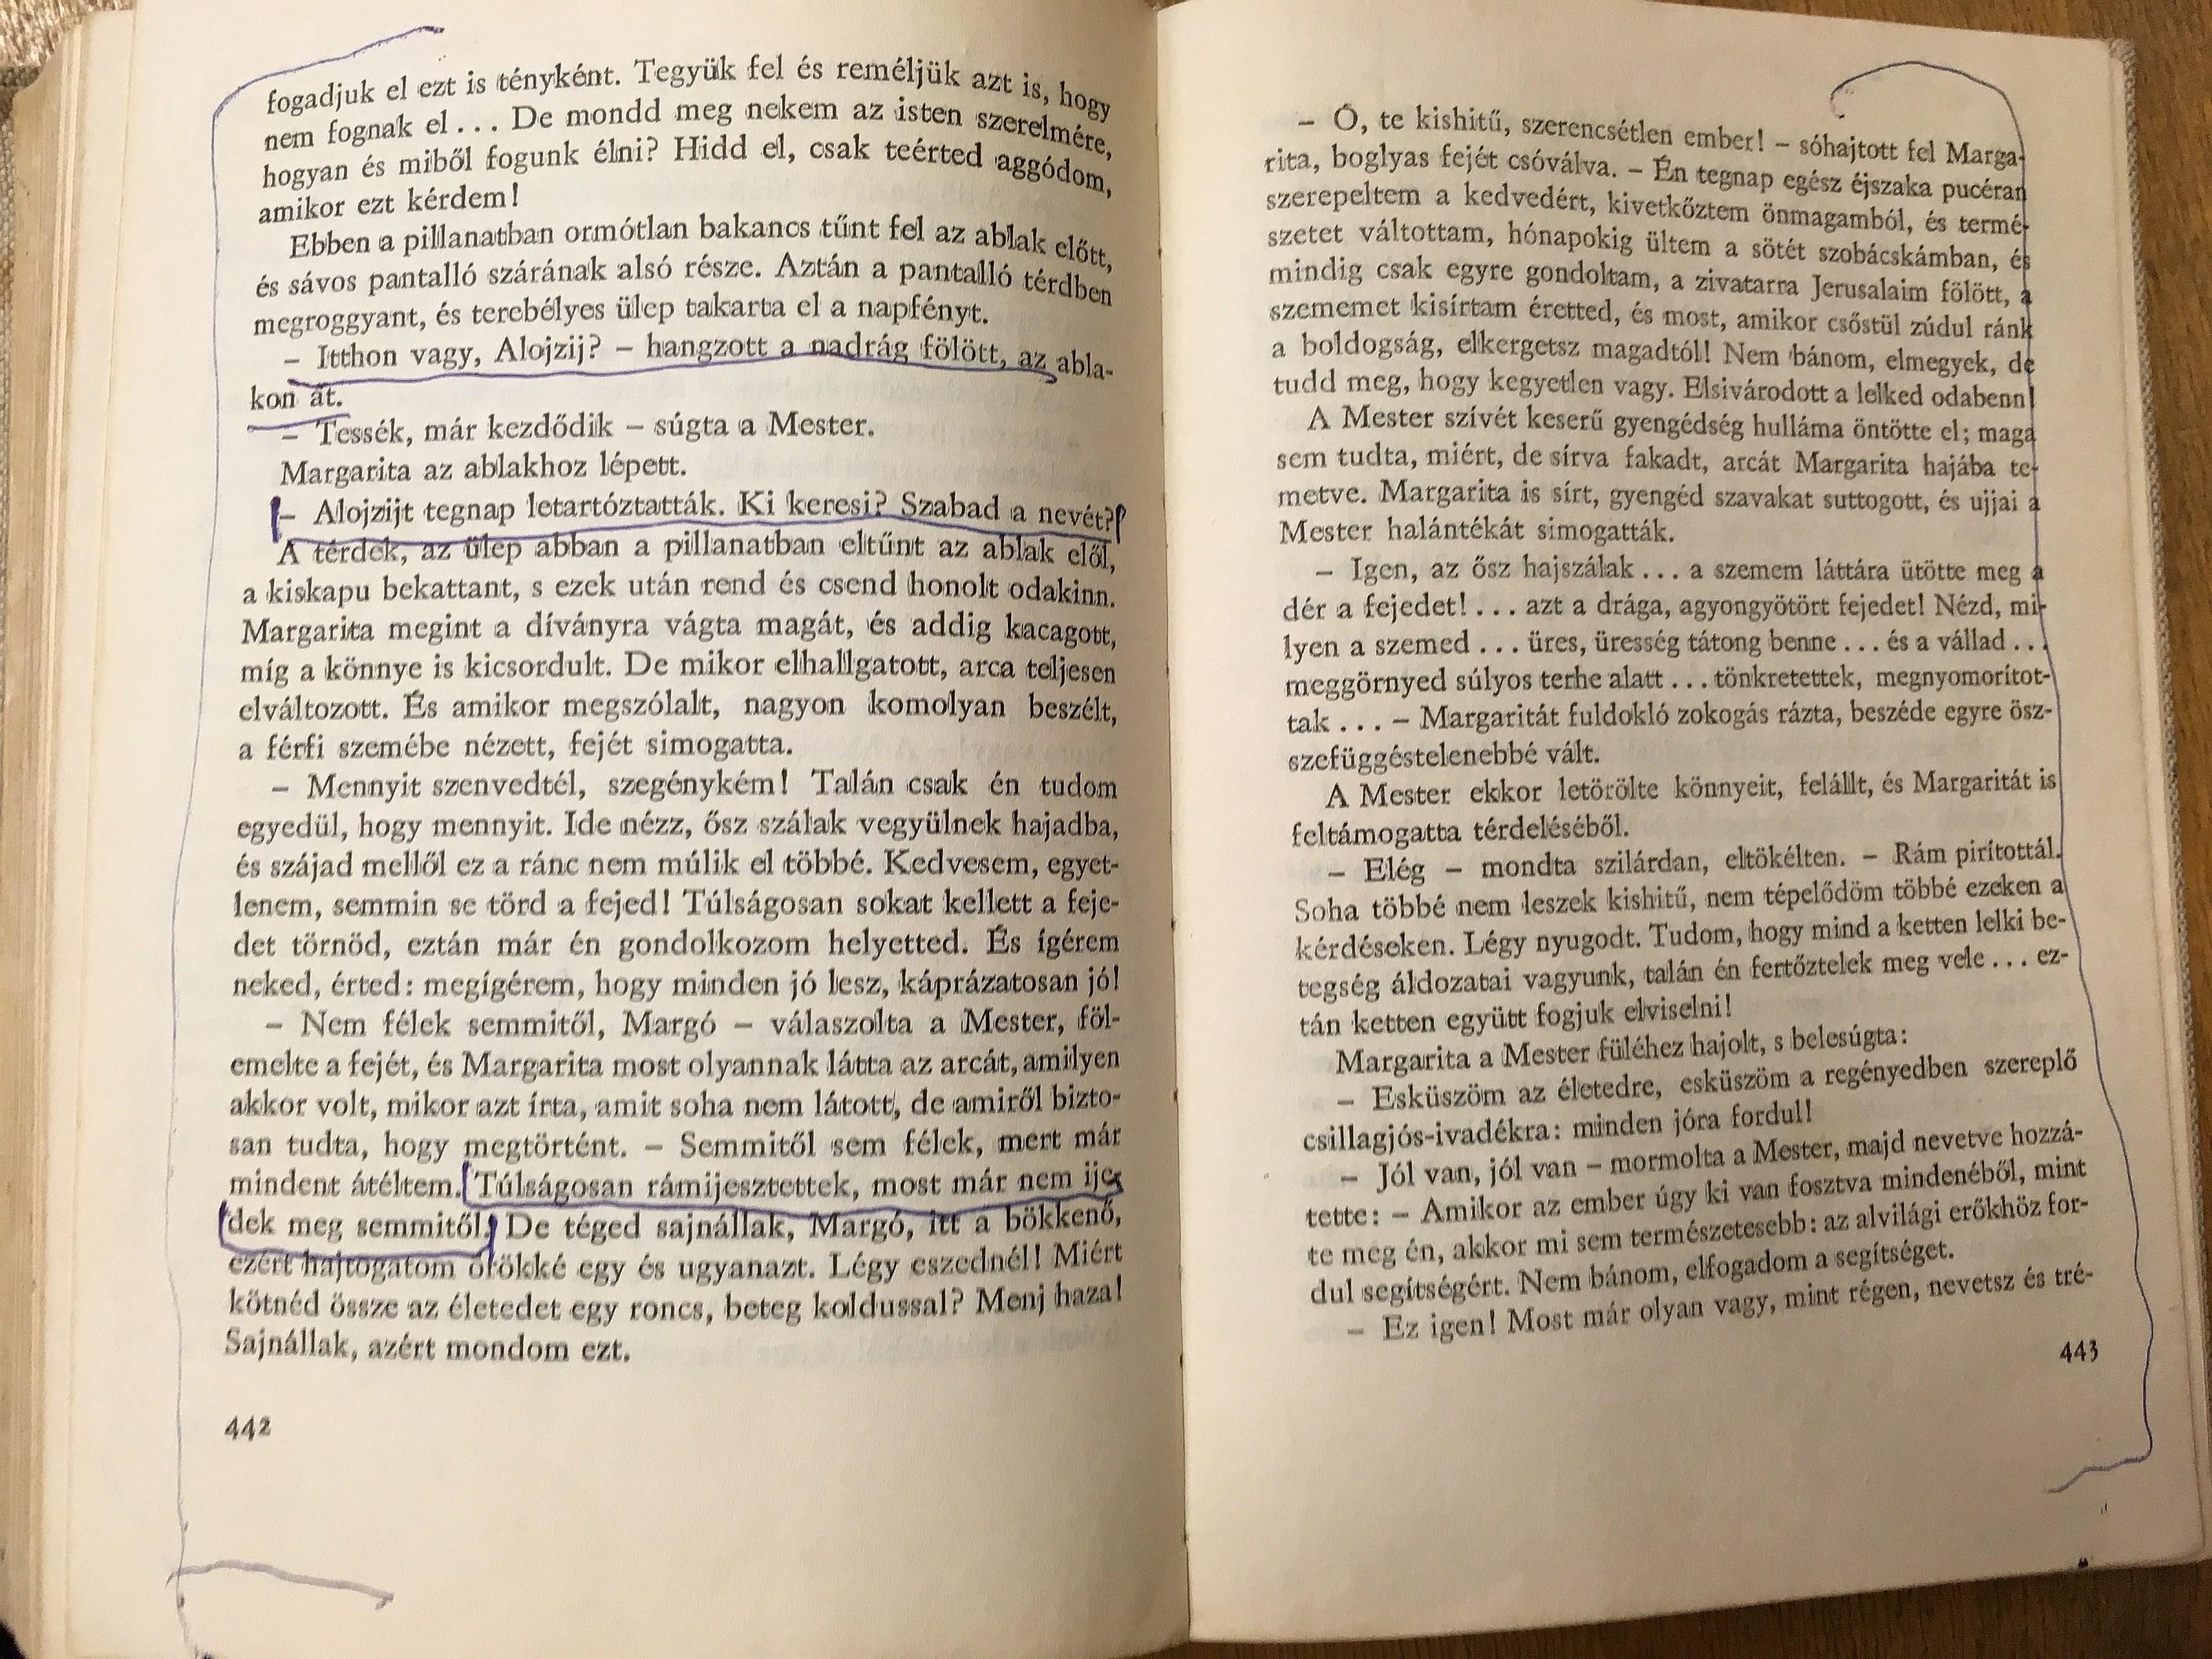 fogadjuk el ezt is tényként. Tegyük fel és reméljük azt is, hogy
nem fognak el... De mondd meg nekem az isten szerelmére,
hogyan és miből fogunk élni? Hidd el, csak teérted aggódom,
amikor ezt kérdem!
Ebben a pillanatban ormótlan bakancs tűnt fel az ablak előtt,
és sávos pantalló szárának alsó része. Aztán a pantalló térdben
megroggyant, és terebélyes ülep takarta el a napfényt.
– Itthon vagy, Alojzij? – hangzott a nadrág fölött, az abla-
kon át.
– Tessék, már kezdődik – súgta a Mester.
Margarita az ablakhoz lépett.
– Alojzijt tegnap letartóztatták. Ki keresi? Szabad a nevét?
A térdek, az ülep abban a pillanatban eltűnt az ablak elől,
a kiskapu bekattant, s ezek után rend és csend honolt odakinn.
Margarita megint a díványra vágta magát, és addig kacagott,
míg a könnye is kicsordult. De mikor elhallgatott, arca teljesen
elváltozott. És amikor megszólalt, nagyon komolyan beszélt,
a férfi szemébe nézett, fejét simogatta.
– Mennyit szenvedtél, szegénykém! Talán csak én tudom
egyedül, hogy mennyit. Ide nézz, ősz szálak vegyülnek hajadba,
és szájad mellől ez a ránc nem múlik el többé. Kedvesem, egyet-
lenem, semmin se törd a fejed! Túlságosan sokat kellett a feje-
det törnöd, eztán már én gondolkozom helyetted. És ígérem
neked, érted: megígérem, hogy minden jó lesz, káprázatosan jó!
– Nem félek semmitől, Margó – válaszolta a Mester, föl-
emelte a fejét, és Margarita most olyannak látta az arcát, amilyen
akkor volt, mikor azt írta, amit soha nem látott, de amiről bizto-
san tudta, hogy megtörtént. – Semmitől sem félek, mert már
mindent átéltem. Túlságosan rámijesztettek, most már nem ije-
dek meg semmitől. De téged sajnállak, Margó, itt a bökkenő,
ezért hajtogatom örökké egy és ugyanazt. Légy eszednél! Miért
kötnéd össze az életedet egy roncs, beteg koldussal? Menj haza!
Sajnállak, azért mondom ezt.
442
– Ó, te kishitű, szerencsétlen ember! – sóhajtott fel Marga-
rita, boglyas fejét csóválva. – Én tegnap egész éjszaka pucéran
szerepeltem a kedvedért, kivetkőztem önmagamból, és termé-
szetet váltottam, hónapokig ültem a sötét szobácskámban, és
mindig csak egyre gondoltam, a zivatarra Jerusalaim fölött, a
szememet kisírtam éretted, és most, amikor csőstül zúdul ránk
a boldogság, elkergetsz magadtól! Nem bánom, elmegyek, de
tudd meg, hogy kegyetlen vagy. Elsivárodott a lelked odabenn!
A Mester szívét keserű gyengédség hulláma öntötte el; maga
sem tudta, miért, de sírva fakadt, arcát Margarita hajába te-
metve. Margarita is sírt, gyengéd szavakat suttogott, és ujjai a
Mester halántékát simogatták.
– Igen, az ősz hajszálak... a szemem láttára ütötte meg a
dér a fejedet!... azt a drága, agyongyötört fejedet! Nézd, mi-
lyen a szemed... üres, üresség tátong benne... és a vállad...
meggörnyed súlyos terhe alatt... tönkretettek, megnyomorítot-
tak... – Margaritát fuldokló zokogás rázta, beszéde egyre ösz-
szefüggéstelenebbé vált.
A Mester ekkor letörölte könnyeit, felállt, és Margaritát is
feltámogatta térdeléséből.
– Elég – mondta szilárdan, eltökélten. – Rám pirítottál.
Soha többé nem leszek kishitű, nem tépelődöm többé ezeken a
kérdéseken. Légy nyugodt. Tudom, hogy mind a ketten lelki be-
tegség áldozatai vagyunk, talán én fertőztelek meg vele... ez-
tán ketten együtt fogjuk elviselni!
Margarita a Mester füléhez hajolt, s belesúgta:
– Esküszöm az életedre, esküszöm a regényedben szereplő
csillagjós-ivadékra: minden jóra fordul!
– Jól van, jól van – mormolta a Mester, majd nevetve hozzá-
tette: – Amikor az ember úgy ki van fosztva mindenéből, mint
te meg én, akkor mi sem természetesebb: az alvilági erőkhöz for-
dul segítségért. Nem bánom, elfogadom a segítséget.
– Ez igen! Most már olyan vagy, mint régen, nevetsz és tré-
443